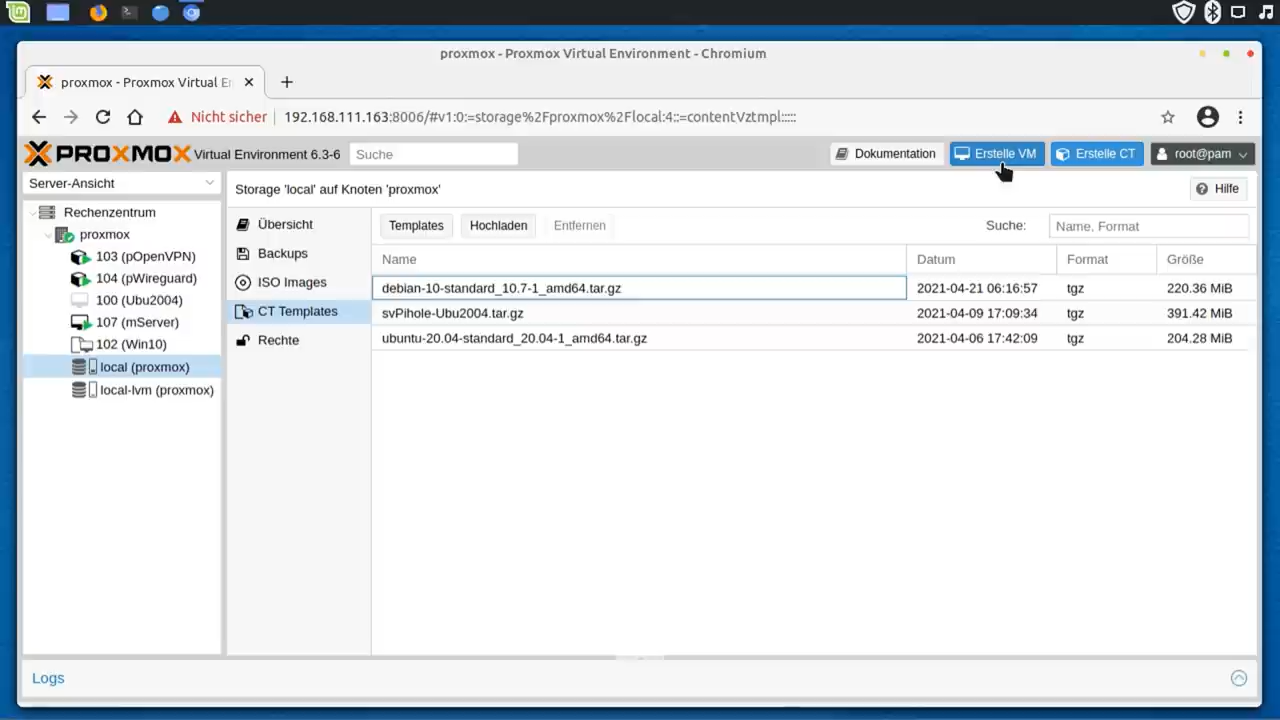 proxmox - Proxmox Virtual Environment - Chromium
proxmox - Proxmox Virtual E
Nicht sicher 192.168.111.163:8006/#v1:0:=storage%2Fproxmox%2Flocal:4::=contentVztmpl:::::
PROXMOX Virtual Environment 6.3-6 Suche Dokumentation Erstelle VM Erstelle CT root@pam
Server-Ansicht
Storage 'local' auf Knoten 'proxmox'
Hilfe
Rechenzentrum
proxmox
103 (pOpenVPN)
104 (pWireguard)
100 (Ubu2004)
107 (mServer)
102 (Win10)
local (proxmox)
local-lvm (proxmox)
Übersicht
Backups
ISO Images
CT Templates
Rechte
Templates Hochladen Entfernen Suche: Name, Format
Name Datum Format Größe
debian-10-standard_10.7-1_amd64.tar.gz 2021-04-21 06:16:57 tgz 220.36 MiB
svPihole-Ubu2004.tar.gz 2021-04-09 17:09:34 tgz 391.42 MiB
ubuntu-20.04-standard_20.04-1_amd64.tar.gz 2021-04-06 17:42:09 tgz 204.28 MiB
Logs